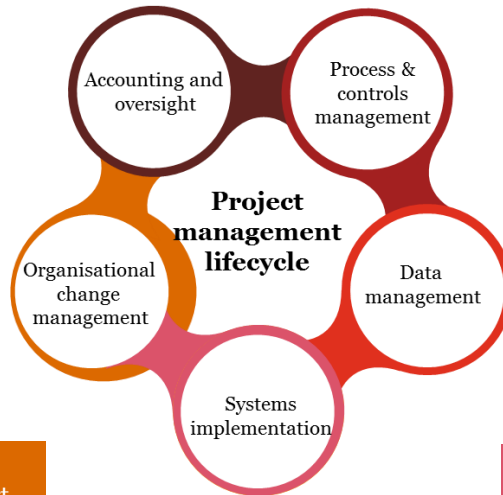 Accounting and
oversight
Process &
controls
management
Project
management
lifecycle
Organisational
change
management
Data
management
Systems
implementation